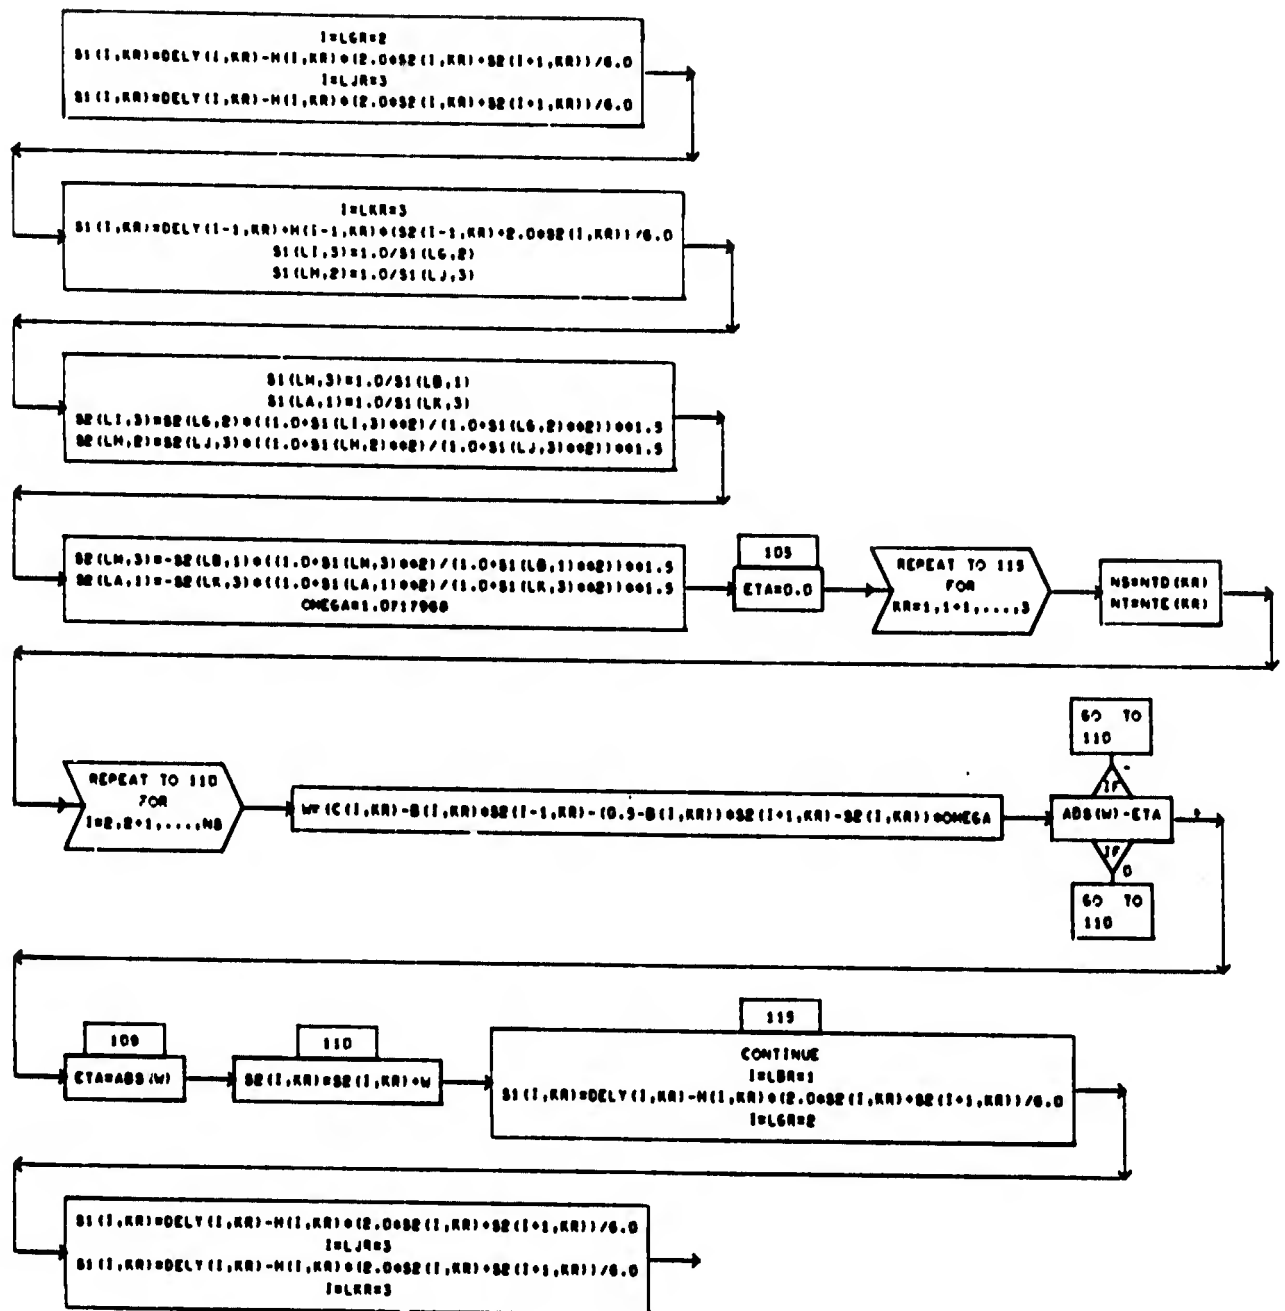 I=LGR=2
S1(I,KR)=DELY(I,KR)-H(I,KR)*(2.0*S2(I,KR)+S2(I+1,KR))/6.0
I=LJR=3
S1(I,KR)=DELY(I,KR)-H(I,KR)*(2.0*S2(I,KR)+S2(I+1,KR))/6.0
I=LKR=3
S1(I,KR)=DELY(I-1,KR)+H(I-1,KR)*(S2(I-1,KR)+2.0*S2(I,KR))/6.0
S1(LI,3)=1.0/S1(LG,2)
S1(LH,2)=1.0/S1(LJ,3)
S1(LM,3)=1.0/S1(LB,1)
S1(LA,1)=1.0/S1(LK,3)
S2(LI,3)=S2(LG,2)*((1.0+S1(LI,3)**2)/(1.0+S1(LG,2)**2))**1.5
S2(LH,2)=S2(LJ,3)*((1.0+S1(LH,2)**2)/(1.0+S1(LJ,3)**2))**1.5
S2(LM,3)=-S2(LB,1)*((1.0+S1(LM,3)**2)/(1.0+S1(LB,1)**2))**1.5
S2(LA,1)=-S2(LK,3)*((1.0+S1(LA,1)**2)/(1.0+S1(LK,3)**2))**1.5
OMEGA=1.0717968
105
ETA=0.0
REPEAT TO 115
FOR
KR=1,1+1,...,3
NS=NTD(KR)
NT=NTE(KR)
REPEAT TO 110
FOR
I=2,2+1,...,NS
W=(C(I,KR)-B(I,KR)*S2(I-1,KR)-(0.5-B(I,KR))*S2(I+1,KR)-S2(I,KR))*OMEGA
GO TO
110
-
IF
ABS(W)-ETA
+
IF
0
GO TO
110
109
ETA=ABS(W)
110
S2(I,KR)=S2(I,KR)+W
115
CONTINUE
I=LBR=1
S1(I,KR)=DELY(I,KR)-H(I,KR)*(2.0*S2(I,KR)+S2(I+1,KR))/6.0
I=LGR=2
S1(I,KR)=DELY(I,KR)-H(I,KR)*(2.0*S2(I,KR)+S2(I+1,KR))/6.0
I=LJR=3
S1(I,KR)=DELY(I,KR)-H(I,KR)*(2.0*S2(I,KR)+S2(I+1,KR))/6.0
I=LKR=3